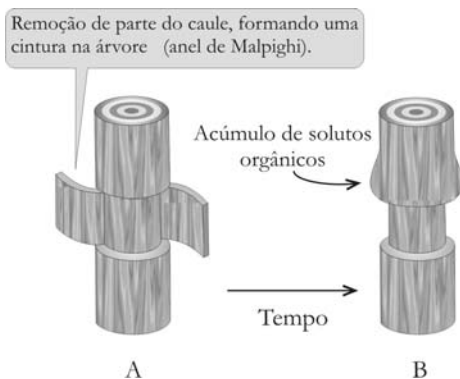 Remoção de parte do caule, formando uma
cintura na árvore (anel de Malpighi).
Acúmulo de solutos
orgânicos
Tempo
A
B